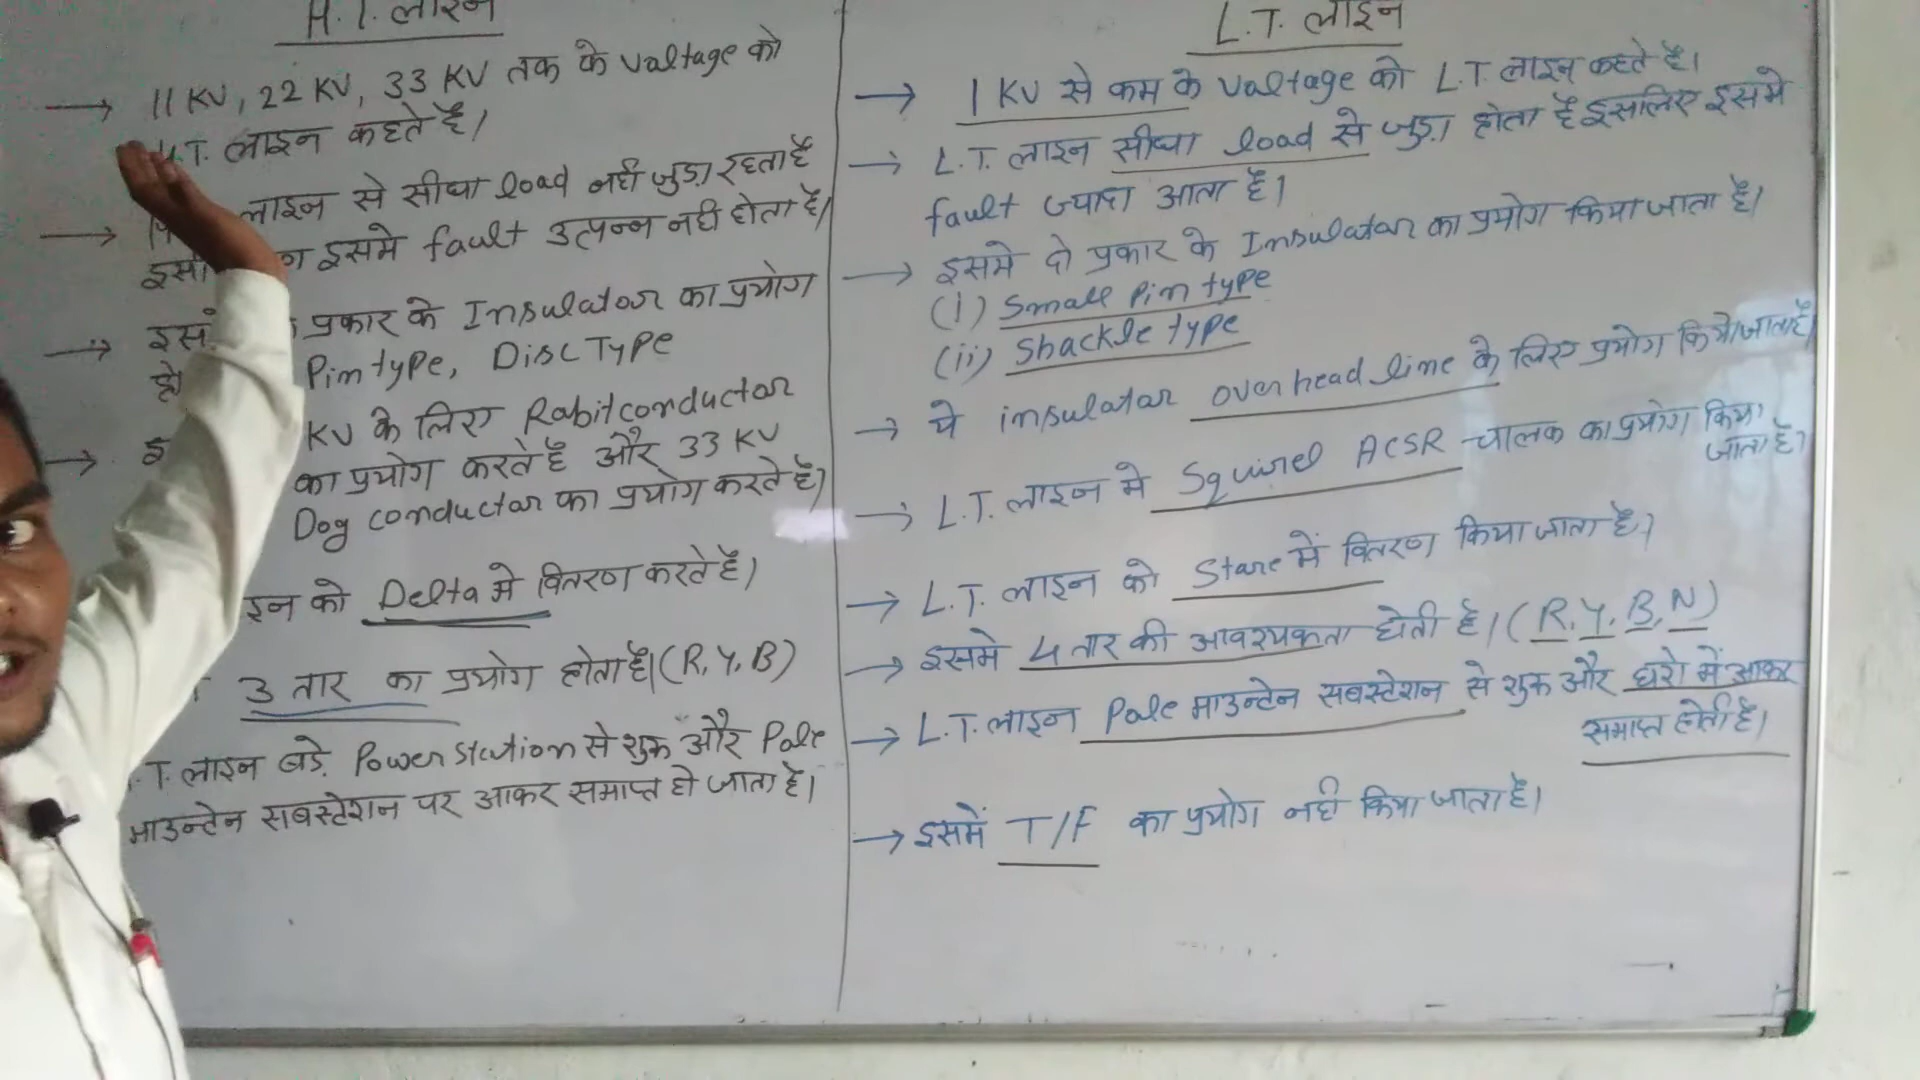 H.T. लाइन
→ 11 KV, 22 KV, 33 KV तक के Valtage को
H.T. लाइन कहते है।
→ लाइन से सीधा load नही जुड़ा रहता है
इसमे fault उत्पन्न नही होता है।
→ प्रकार के Insulator का प्रयोग
हो Pin type, Disc Type
→ KV के लिए Rabit conductor
का प्रयोग करते है और 33 KV
Dog conductor का प्रयोग करते है।
इन को Delta मे वितरण करते है।
3 तार का प्रयोग होता है। (R, Y, B)
T. लाइन बड़े Power Station से शुरू और Pole
माउन्टेन सबस्टेशन पर आकर समाप्त हो जाता है।
L.T. लाइन
→ 1 KV से कम के Valtage को L.T लाइन कहते है।
→ L.T. लाइन सीधा load से जुड़ा होता है इसलिए इसमे
fault ज्यादा आता है।
→ इसमे दो प्रकार के Insulator का प्रयोग किया जाता है।
(i) Small Pin type
(ii) Shackle type
→ ये insulator overhead line के लिए प्रयोग किये जाता है।
→ L.T. लाइन मे Squirel ACSR चालक का प्रयोग किया
जाता है।
→ L.T. लाइन को Stare में वितरण किया जाता है।
→ इसमे 4 तार की आवश्यकता होती है। (R, Y, B, N)
→ L.T. लाइन Pole माउन्टेन सबस्टेशन से शुरू और घरो में आकर
समाप्त होती है।
→ इसमें T/F का प्रयोग नही किया जाता है।